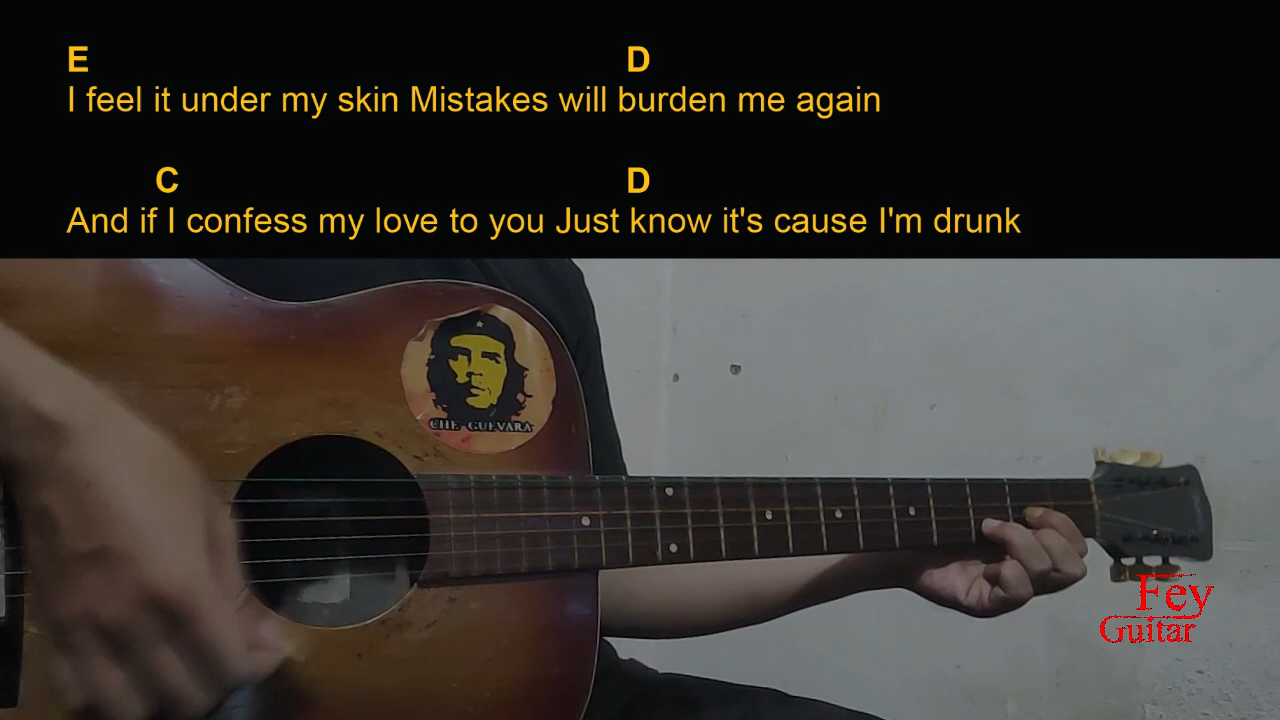 E D
I feel it under my skin Mistakes will burden me again
C D
And if I confess my love to you Just know it's cause I'm drunk
CHE GUEVARA
Fey
Guitar